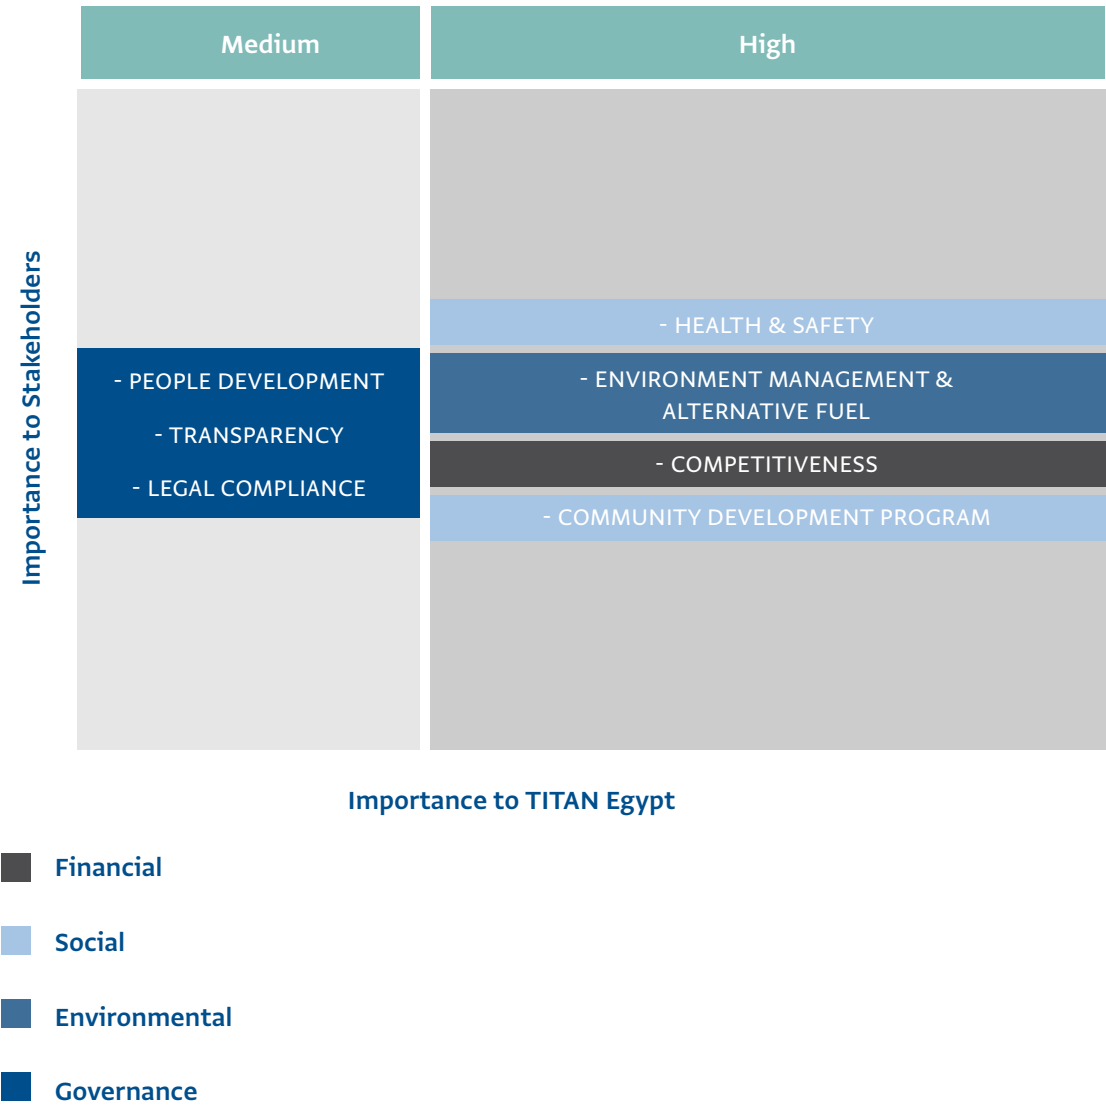 Medium
High
Importance to Stakeholders
- PEOPLE DEVELOPMENT
- TRANSPARENCY
- LEGAL COMPLIANCE
- HEALTH & SAFETY
- ENVIRONMENT MANAGEMENT &
ALTERNATIVE FUEL
- COMPETITIVENESS
- COMMUNITY DEVELOPMENT PROGRAM
Importance to TITAN Egypt
Financial
Social
Environmental
Governance